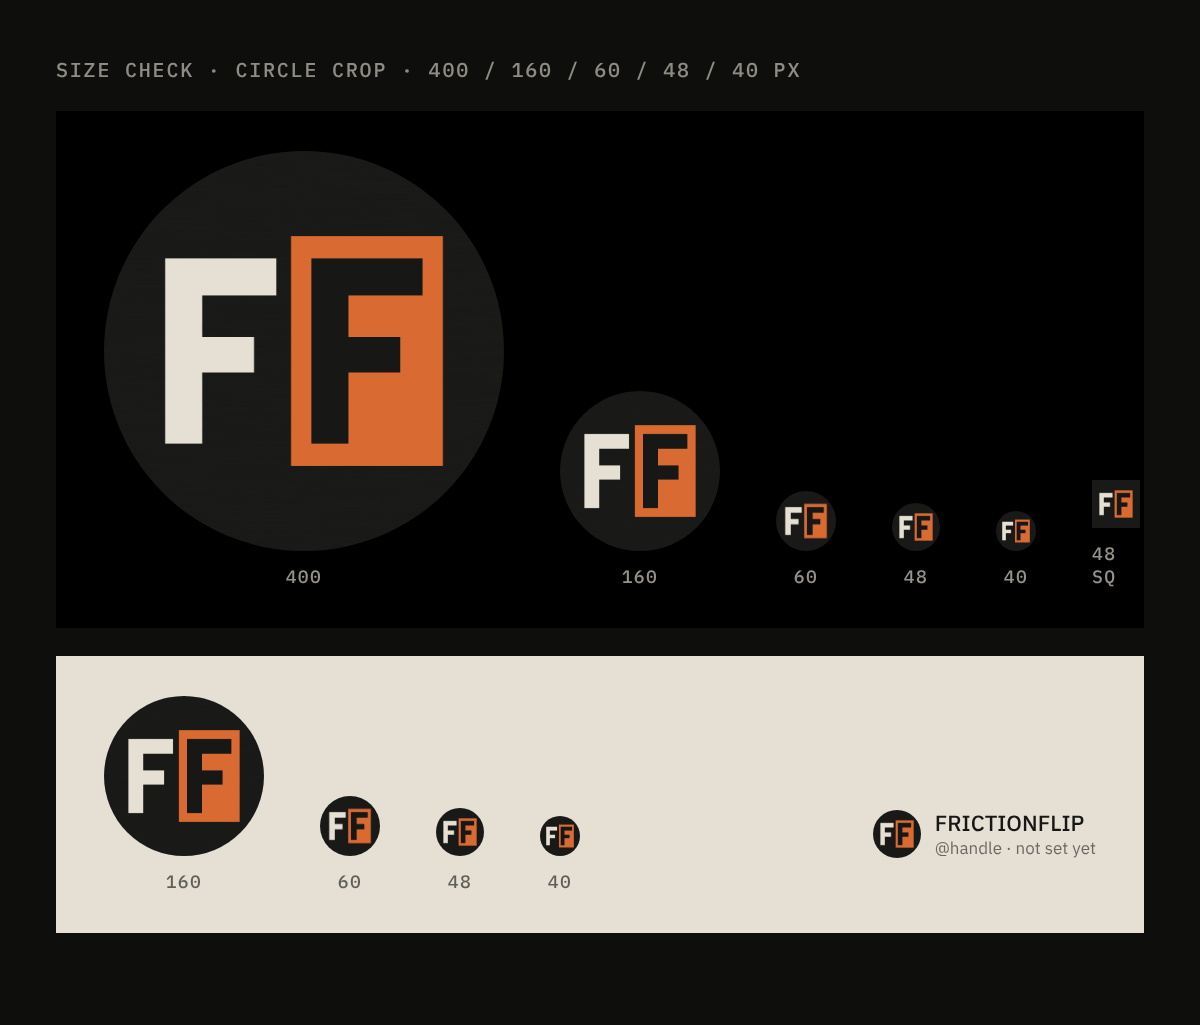 SIZE CHECK · CIRCLE CROP · 400 / 160 / 60 / 48 / 40 PX
FF
FF
FF
FF
FF
FF
400
160
60
48
40
48
SQ
FF
FF
FF
FF
FF
FRICTIONFLIP
@handle · not set yet
160
60
48
40